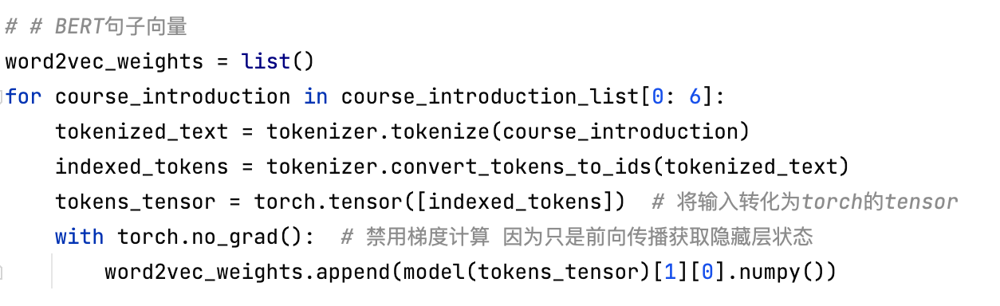 # # BERT句子向量
word2vec_weights = list()
for course_introduction in course_introduction_list[0: 6]:
    tokenized_text = tokenizer.tokenize(course_introduction)
    indexed_tokens = tokenizer.convert_tokens_to_ids(tokenized_text)
    tokens_tensor = torch.tensor([indexed_tokens])  # 将输入转化为torch的tensor
    with torch.no_grad():  # 禁用梯度计算 因为只是前向传播获取隐藏层状态
        word2vec_weights.append(model(tokens_tensor)[1][0].numpy())